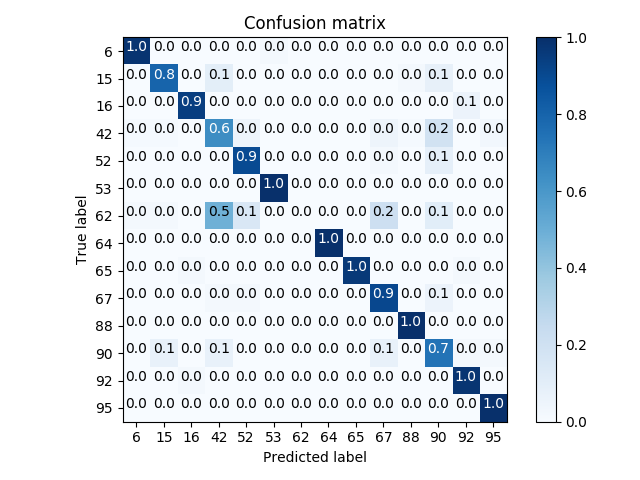 Confusion matrix
True label
6 1.0 0.0 0.0 0.0 0.0 0.0 0.0 0.0 0.0 0.0 0.0 0.0 0.0 0.0
15 0.0 0.8 0.0 0.1 0.0 0.0 0.0 0.0 0.0 0.0 0.0 0.1 0.0 0.0
16 0.0 0.0 0.9 0.0 0.0 0.0 0.0 0.0 0.0 0.0 0.0 0.0 0.1 0.0
42 0.0 0.0 0.0 0.6 0.0 0.0 0.0 0.0 0.0 0.0 0.0 0.2 0.0 0.0
52 0.0 0.0 0.0 0.0 0.9 0.0 0.0 0.0 0.0 0.0 0.0 0.1 0.0 0.0
53 0.0 0.0 0.0 0.0 0.0 1.0 0.0 0.0 0.0 0.0 0.0 0.0 0.0 0.0
62 0.0 0.0 0.0 0.5 0.1 0.0 0.0 0.0 0.0 0.2 0.0 0.1 0.0 0.0
64 0.0 0.0 0.0 0.0 0.0 0.0 0.0 1.0 0.0 0.0 0.0 0.0 0.0 0.0
65 0.0 0.0 0.0 0.0 0.0 0.0 0.0 0.0 1.0 0.0 0.0 0.0 0.0 0.0
67 0.0 0.0 0.0 0.0 0.0 0.0 0.0 0.0 0.0 0.9 0.0 0.1 0.0 0.0
88 0.0 0.0 0.0 0.0 0.0 0.0 0.0 0.0 0.0 0.0 1.0 0.0 0.0 0.0
90 0.0 0.1 0.0 0.1 0.0 0.0 0.0 0.0 0.0 0.1 0.0 0.7 0.0 0.0
92 0.0 0.0 0.0 0.0 0.0 0.0 0.0 0.0 0.0 0.0 0.0 0.0 1.0 0.0
95 0.0 0.0 0.0 0.0 0.0 0.0 0.0 0.0 0.0 0.0 0.0 0.0 0.0 1.0
6 15 16 42 52 53 62 64 65 67 88 90 92 95
Predicted label
1.0
0.8
0.6
0.4
0.2
0.0